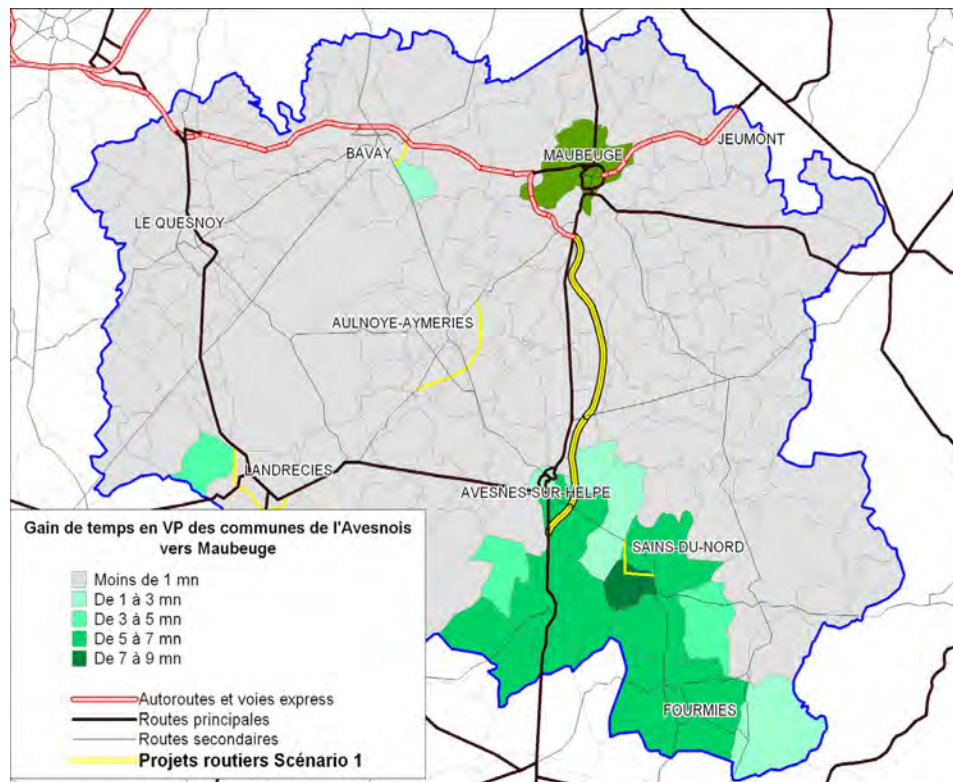 JEUMONT
MAUBEUGE
BAVAY
LE QUESNOY
AULNOYE-AYMERIES
LANDRECIES
AVESNES-SUR-HELPE
SAINS-DU-NORD
FOURMIES
Gain de temps en VP des communes de l'Avesnois
vers Maubeuge
Moins de 1 mn
De 1 à 3 mn
De 3 à 5 mn
De 5 à 7 mn
De 7 à 9 mn
Autoroutes et voies express
Routes principales
Routes secondaires
Projets routiers Scénario 1